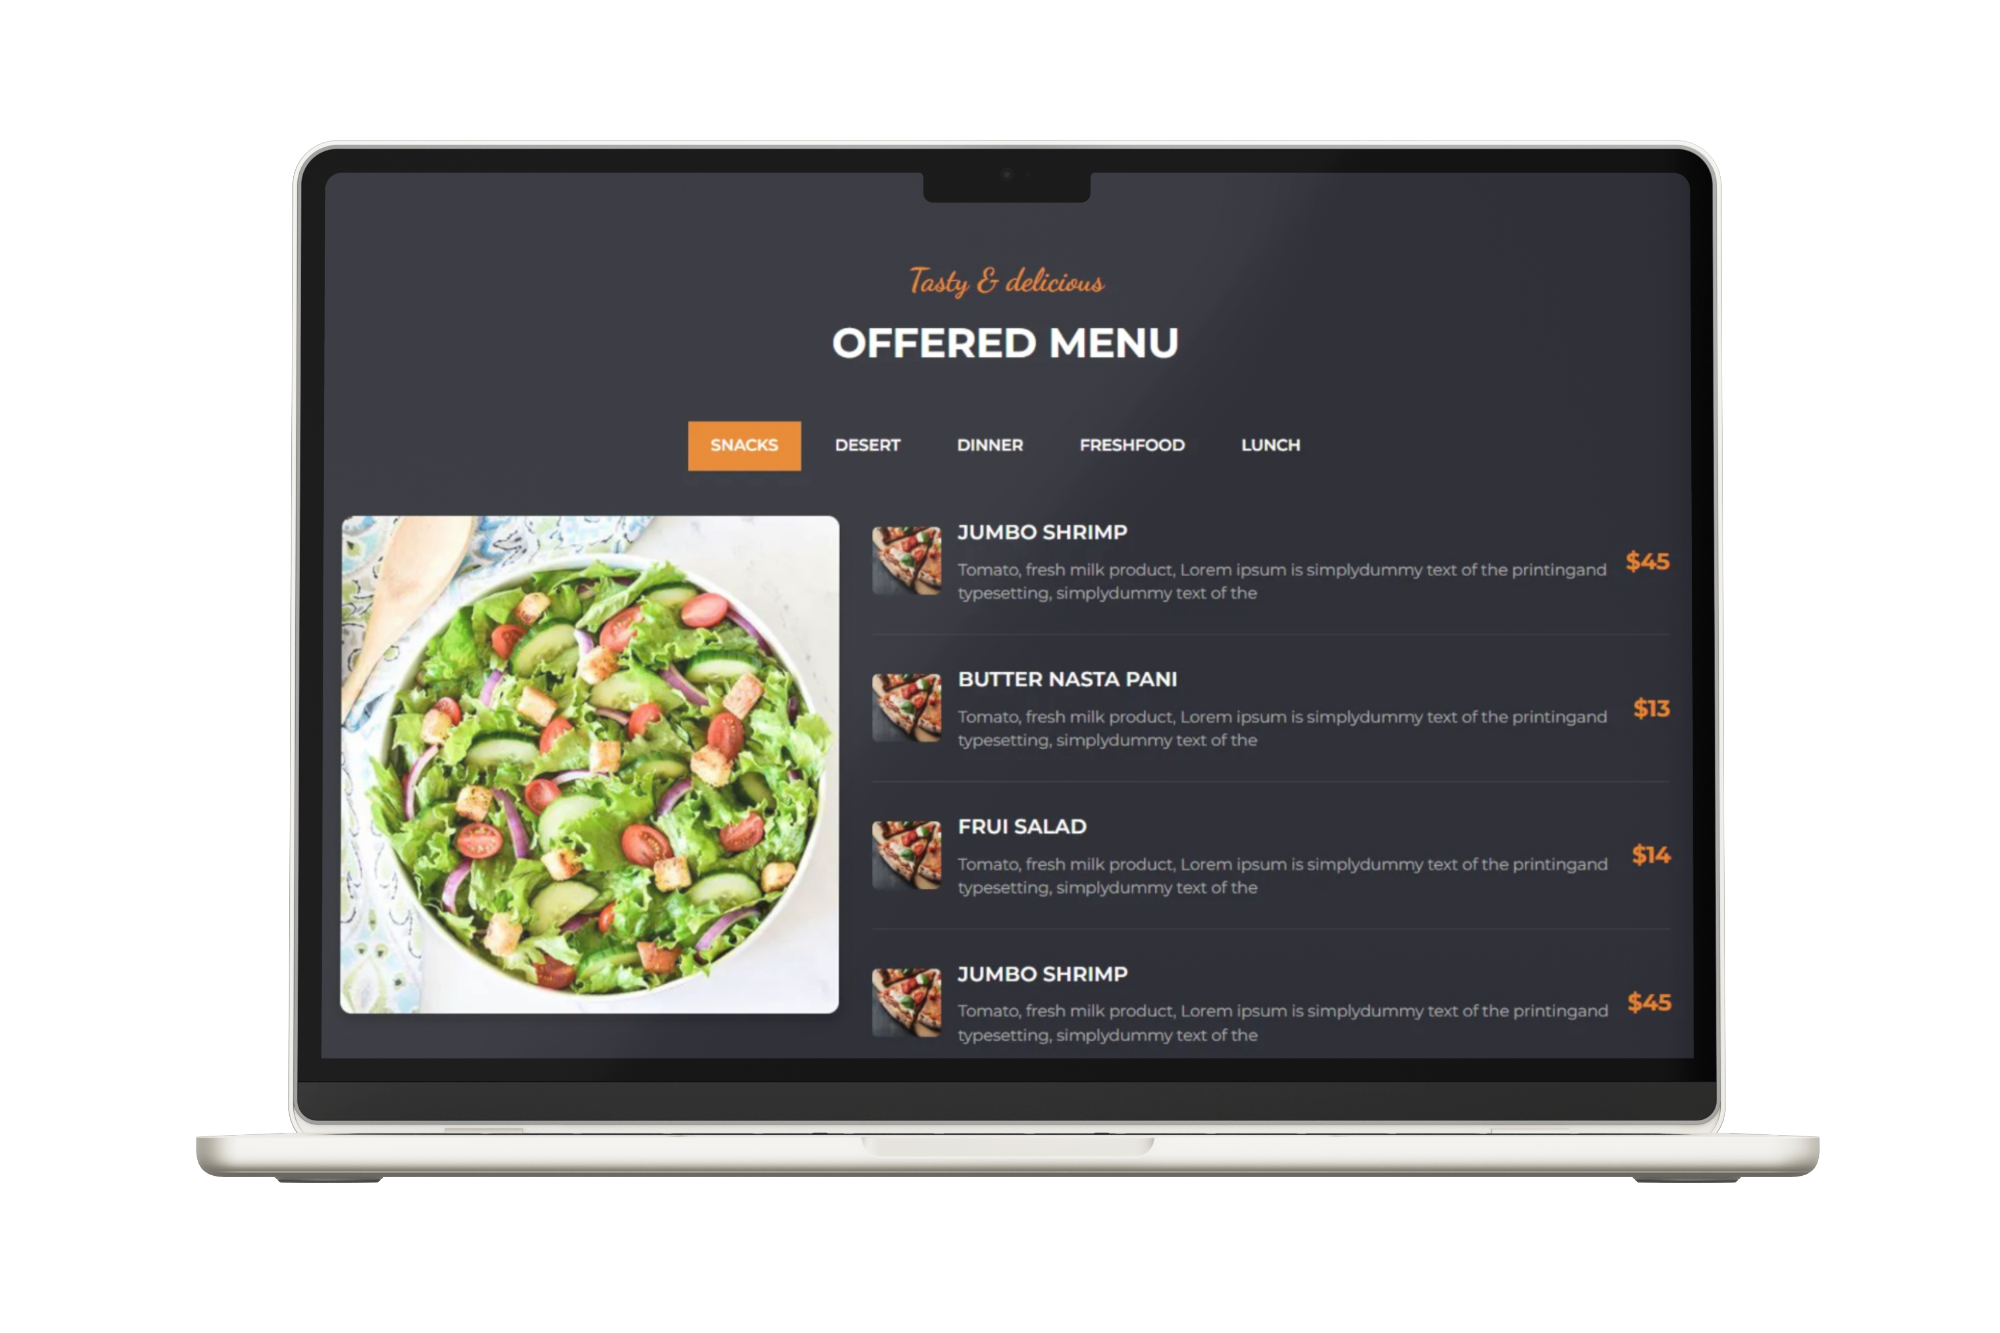 Tasty & delicious
OFFERED MENU
SNACKS DESERT DINNER FRESHFOOD LUNCH
JUMBO SHRIMP
Tomato, fresh milk product, Lorem ipsum is simplydummy text of the printingand
typesetting, simplydummy text of the
$45
BUTTER NASTA PANI
Tomato, fresh milk product, Lorem ipsum is simplydummy text of the printingand
typesetting, simplydummy text of the
$13
FRUI SALAD
Tomato, fresh milk product, Lorem ipsum is simplydummy text of the printingand
typesetting, simplydummy text of the
$14
JUMBO SHRIMP
Tomato, fresh milk product, Lorem ipsum is simplydummy text of the printingand
typesetting, simplydummy text of the
$45